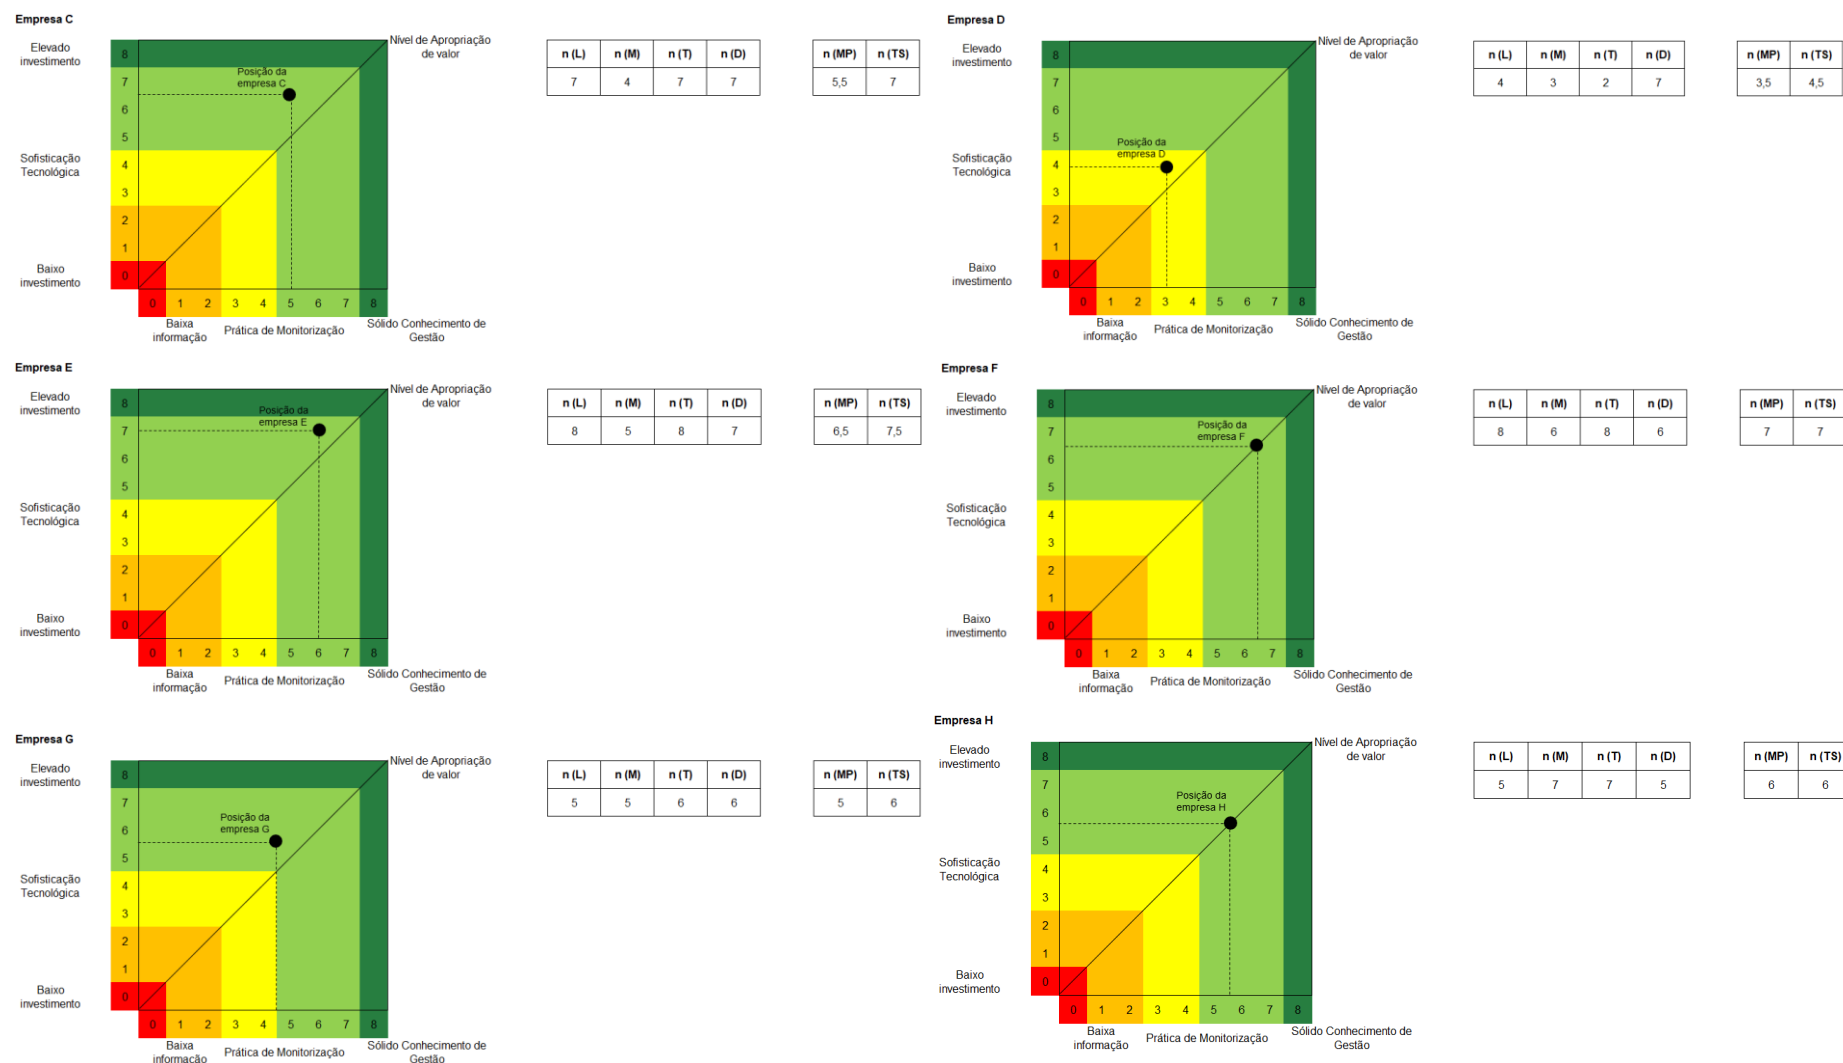 Empresa C
Elevado
investimento
Sofisticação
Tecnológica
Baixo
investimento
8
7
6
5
4
3
2
1
0
Posição da
empresa C
Nível de Apropriação
de valor
0 1 2 3 4 5 6 7 8
Baixa
informação
Prática de Monitorização
Sólido Conhecimento de
Gestão
n (L) n (M) n (T) n (D)
7 4 7 7
n (MP) n (TS)
5,5 7
Empresa D
Elevado
investimento
Sofisticação
Tecnológica
Baixo
investimento
8
7
6
5
4
3
2
1
0
Posição da
empresa D
Nível de Apropriação
de valor
0 1 2 3 4 5 6 7 8
Baixa
informação
Prática de Monitorização
Sólido Conhecimento de
Gestão
n (L) n (M) n (T) n (D)
4 3 2 7
n (MP) n (TS)
3,5 4,5
Empresa E
Elevado
investimento
Sofisticação
Tecnológica
Baixo
investimento
8
7
6
5
4
3
2
1
0
Posição da
empresa E
Nível de Apropriação
de valor
0 1 2 3 4 5 6 7 8
Baixa
informação
Prática de Monitorização
Sólido Conhecimento de
Gestão
n (L) n (M) n (T) n (D)
8 5 8 7
n (MP) n (TS)
6,5 7,5
Empresa F
Elevado
investimento
Sofisticação
Tecnológica
Baixo
investimento
8
7
6
5
4
3
2
1
0
Posição da
empresa F
Nível de Apropriação
de valor
0 1 2 3 4 5 6 7 8
Baixa
informação
Prática de Monitorização
Sólido Conhecimento de
Gestão
n (L) n (M) n (T) n (D)
8 6 8 6
n (MP) n (TS)
7 7
Empresa G
Elevado
investimento
Sofisticação
Tecnológica
Baixo
investimento
8
7
6
5
4
3
2
1
0
Posição da
empresa G
Nível de Apropriação
de valor
0 1 2 3 4 5 6 7 8
Baixa
informação
Prática de Monitorização
Sólido Conhecimento de
Gestão
n (L) n (M) n (T) n (D)
5 5 6 6
n (MP) n (TS)
5 6
Empresa H
Elevado
investimento
Sofisticação
Tecnológica
Baixo
investimento
8
7
6
5
4
3
2
1
0
Posição da
empresa H
Nível de Apropriação
de valor
0 1 2 3 4 5 6 7 8
Baixa
informação
Prática de Monitorização
Sólido Conhecimento de
Gestão
n (L) n (M) n (T) n (D)
5 7 7 5
n (MP) n (TS)
6 6